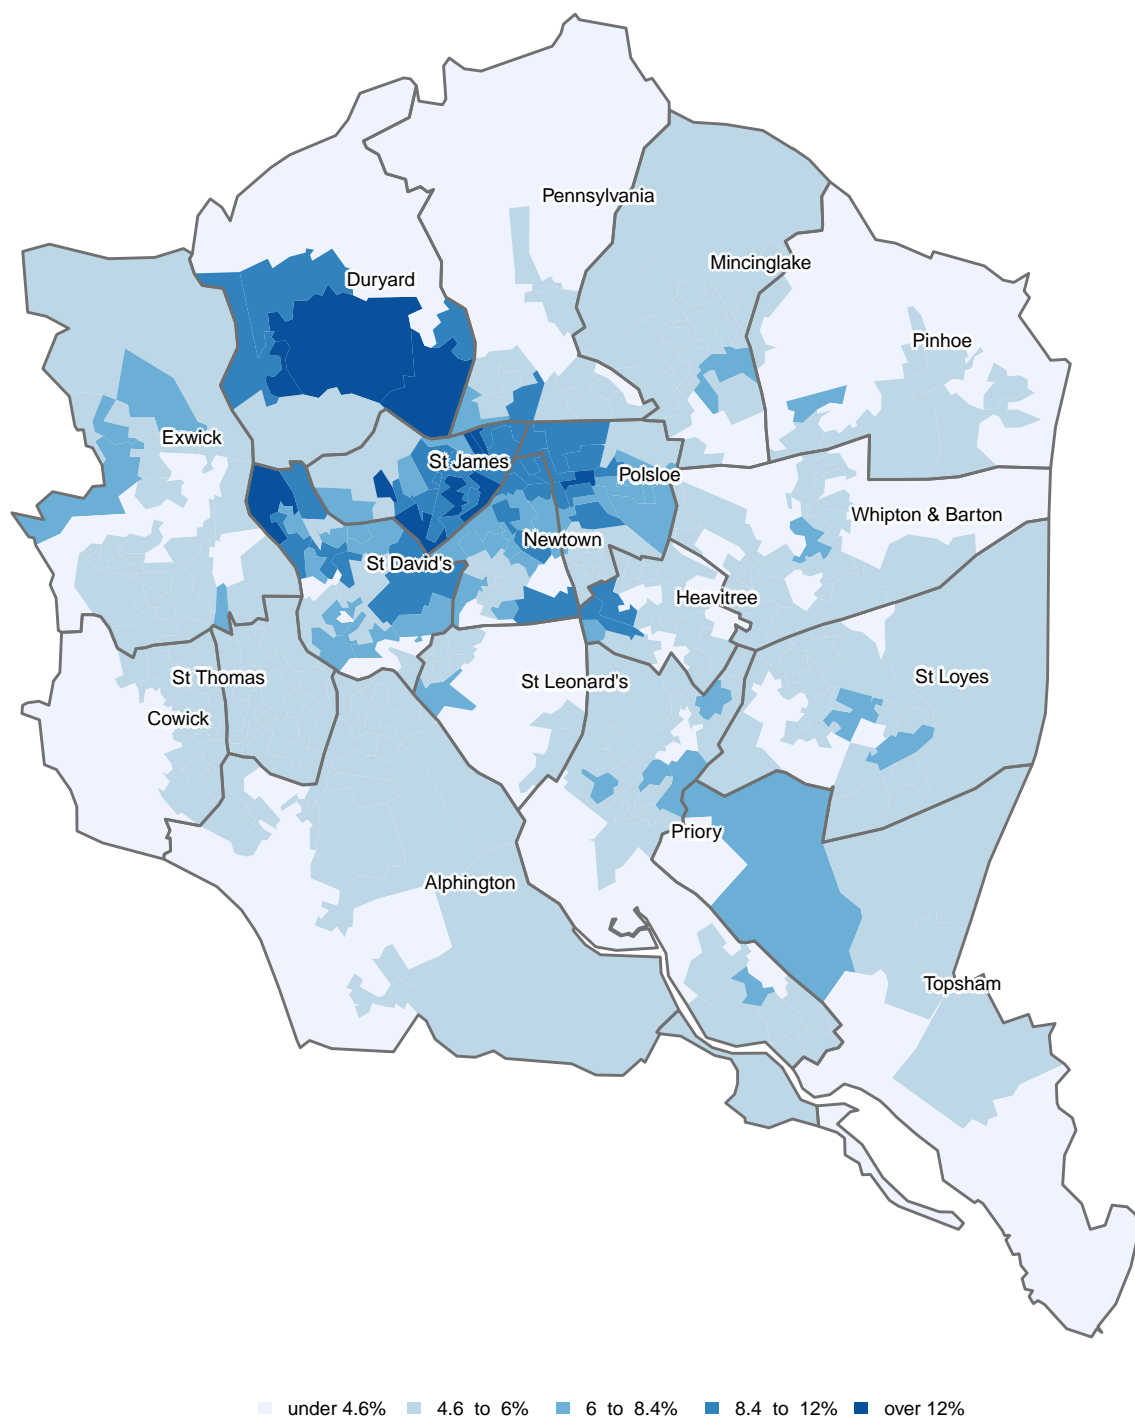 Pennsylvania
Mincinglake
Duryard
Pinhoe
Exwick
St James
Polsloe
Whipton & Barton
Newtown
St David's
Heavitree
St Thomas
St Leonard's
St Loyes
Cowick
Priory
Alphington
Topsham
under 4.6% 4.6 to 6% 6 to 8.4% 8.4 to 12% over 12%